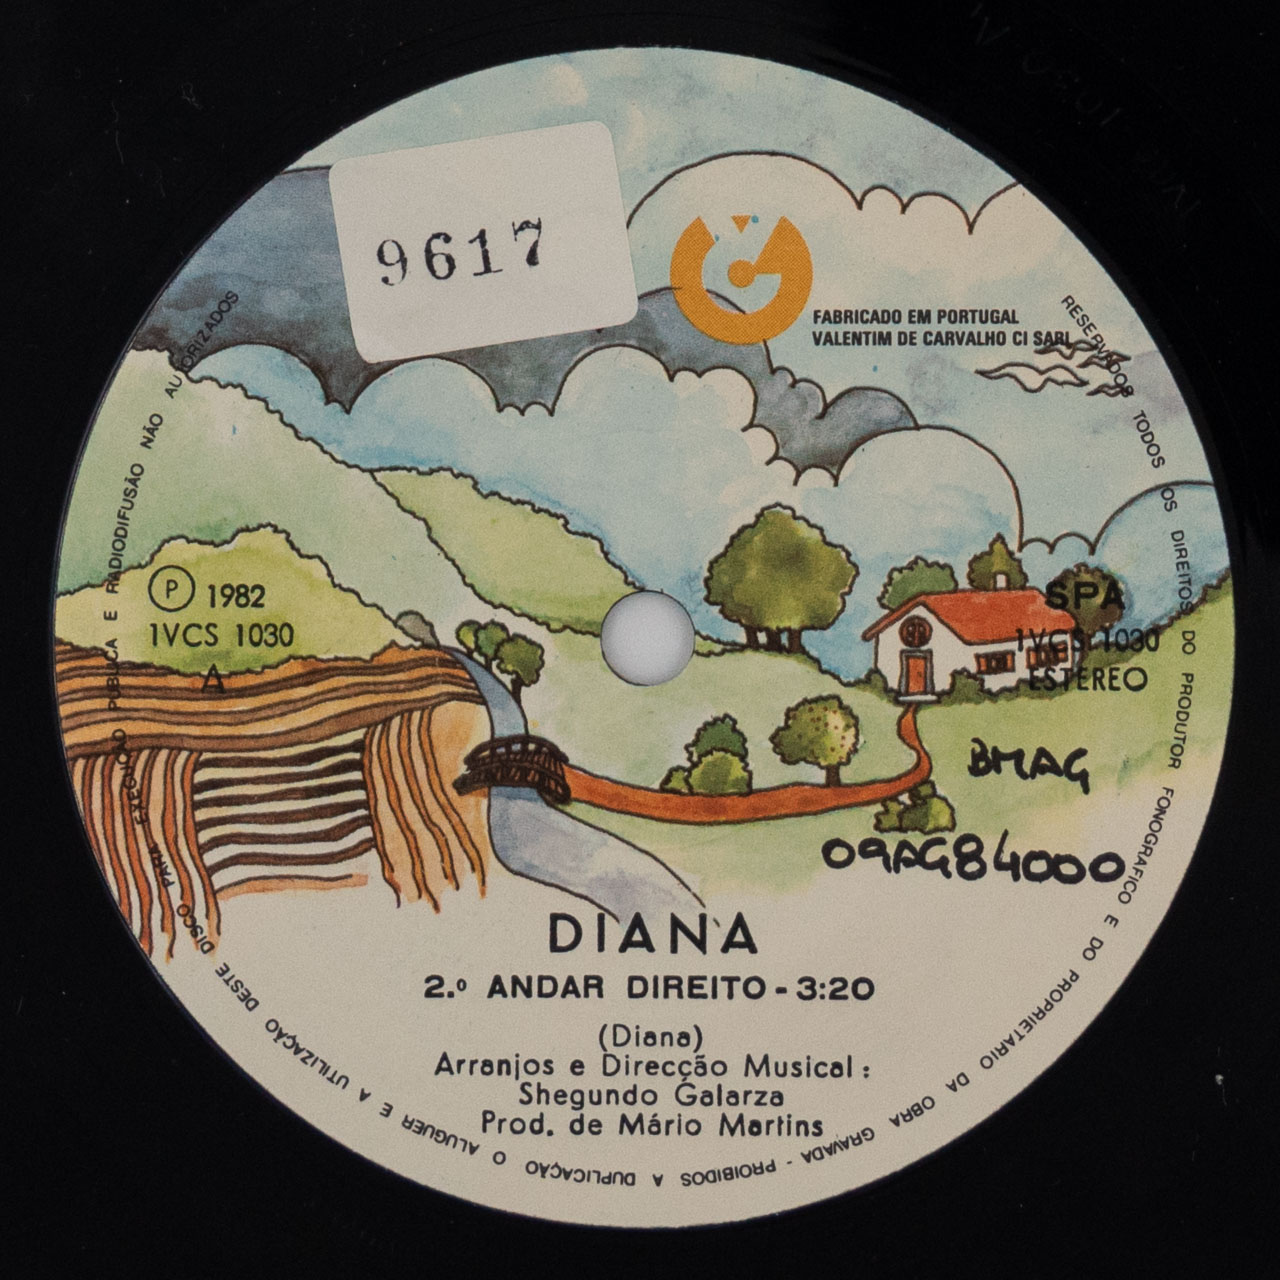 9617
FABRICADO EM PORTUGAL
VALENTIM DE CARVALHO CI SARL
RESERVADOS TODOS OS DIREITOS DO PRODUTOR FONOGRAFICO E DO PROPRIETARIO DA OBRA GRAVADA - PROIBIDOS A DUPLICAÇÃO O ALUGUER E A UTILIZAÇÃO DESTE DISCO PARA EXECUÇÃO PUBLICA E RADIODIFUSÃO NÃO AUTORIZADOS
P 1982
1VCS 1030
A
SPA
1VCS 1030
ESTÉREO
BMAG
09AG84000
DIANA
2.º ANDAR DIREITO - 3:20
(Diana)
Arranjos e Direcção Musical:
Shegundo Galarza
Prod. de Mário Martins